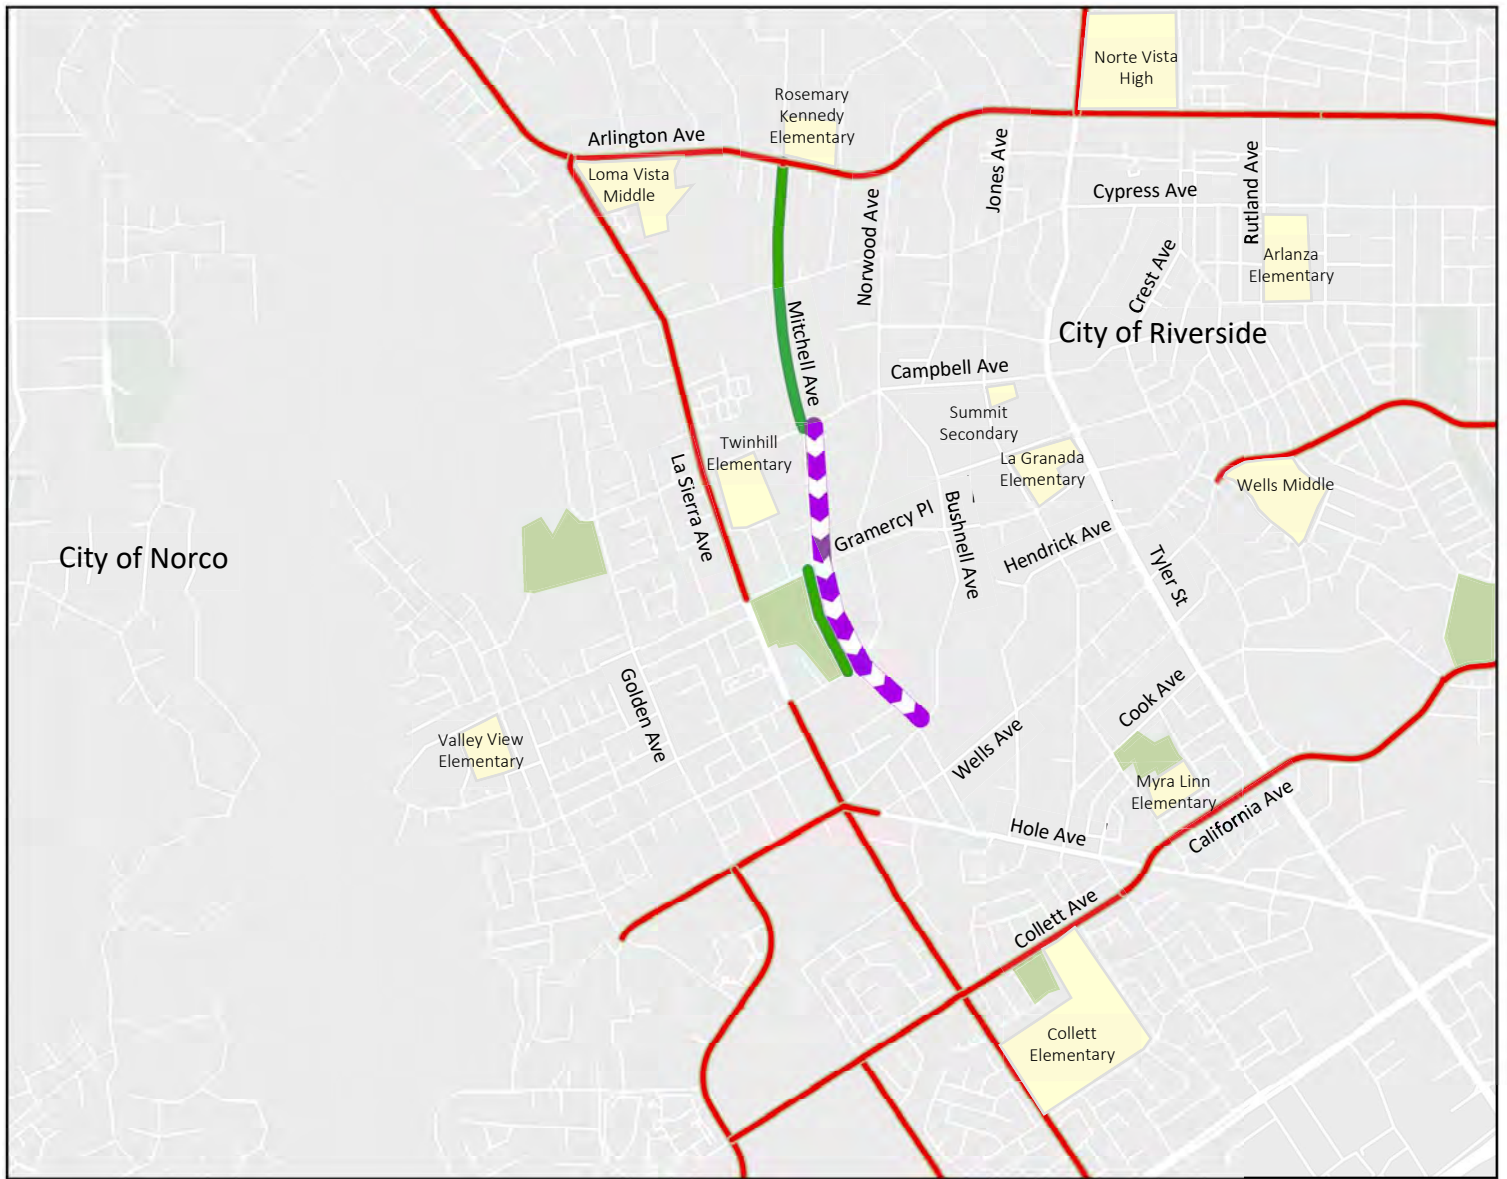 Norte Vista
High
Rosemary
Kennedy
Elementary
Arlington Ave
Loma Vista
Middle
Jones Ave
Cypress Ave
Rutland Ave
Norwood Ave
Crest Ave
Arlanza
Elementary
City of Riverside
Mitchell Ave
Campbell Ave
Summit
Secondary
Twinhill
Elementary
La Granada
Elementary
Wells Middle
La Sierra Ave
Gramercy Pl
Bushnell Ave
Hendrick Ave
City of Norco
Tyler St
Golden Ave
Cook Ave
Valley View
Elementary
Wells Ave
Myra Linn
Elementary
California Ave
Hole Ave
Collett Ave
Collett
Elementary